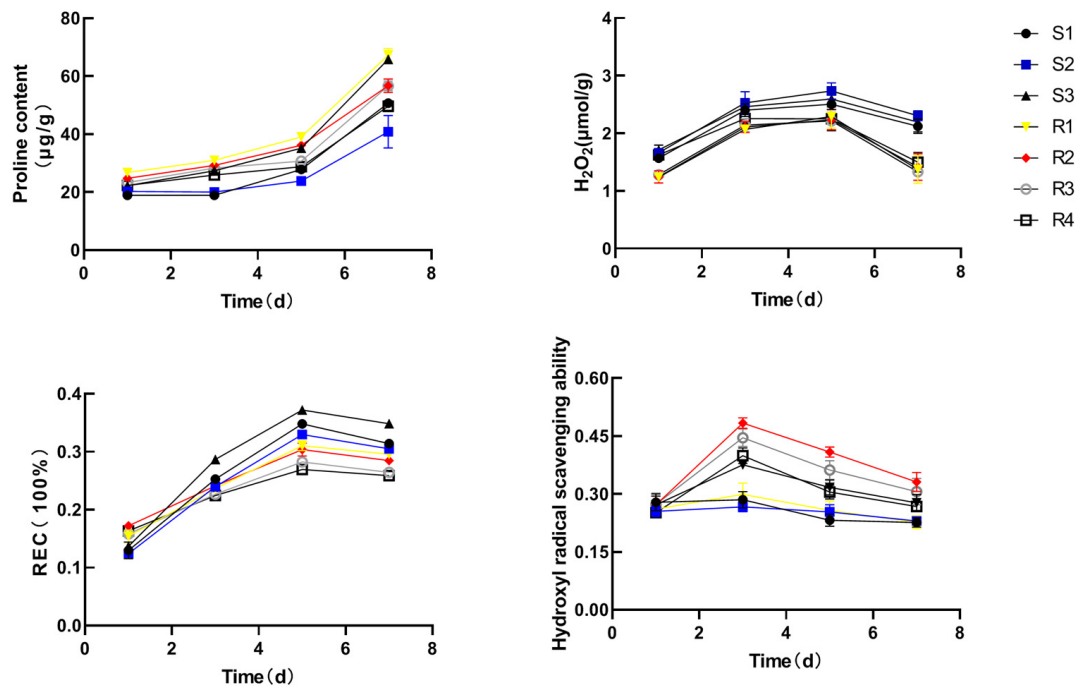 Proline content
(μg/g)
80
60
40
20
0
0 2 4 6 8
Time(d)
H2O2(μmol/g)
4
3
2
1
0
0 2 4 6 8
Time(d)
S1
S2
S3
R1
R2
R3
R4
REC(100%)
0.4
0.3
0.2
0.1
0.0
0 2 4 6 8
Time(d)
Hydroxyl radical scavenging ability
0.60
0.45
0.30
0.15
0.00
0 2 4 6 8
Time(d)